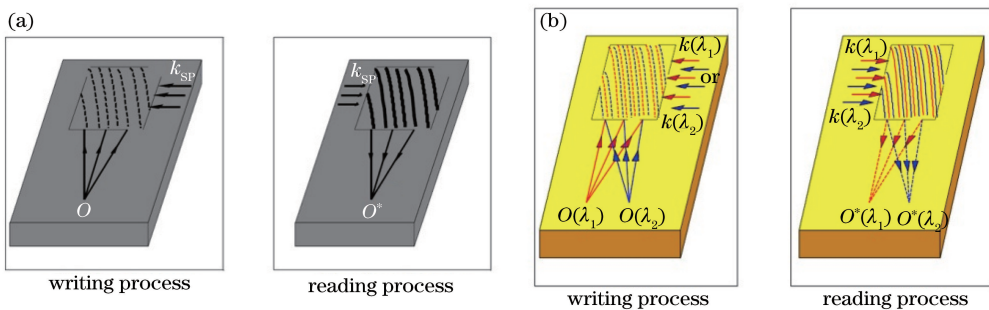 (a)
k_SP
O
writing process
k_SP
O*
reading process
(b)
k(λ₁)
or
k(λ₂)
O(λ₁) O(λ₂)
writing process
k(λ₁)
k(λ₂)
O*(λ₁) O*(λ₂)
reading process